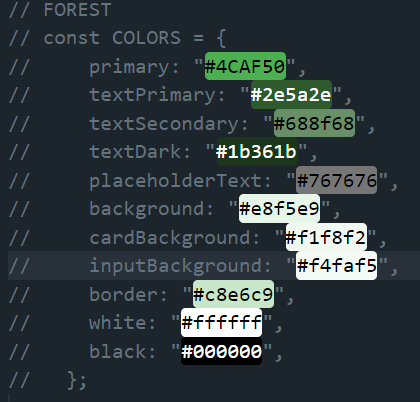 // FOREST
// const COLORS = {
//     primary: "#4CAF50",
//     textPrimary: "#2e5a2e",
//     textSecondary: "#688f68",
//     textDark: "#1b361b",
//     placeholderText: "#767676",
//     background: "#e8f5e9",
//     cardBackground: "#f1f8f2",
//     inputBackground: "#f4faf5",
//     border: "#c8e6c9",
//     white: "#ffffff",
//     black: "#000000",
//   };